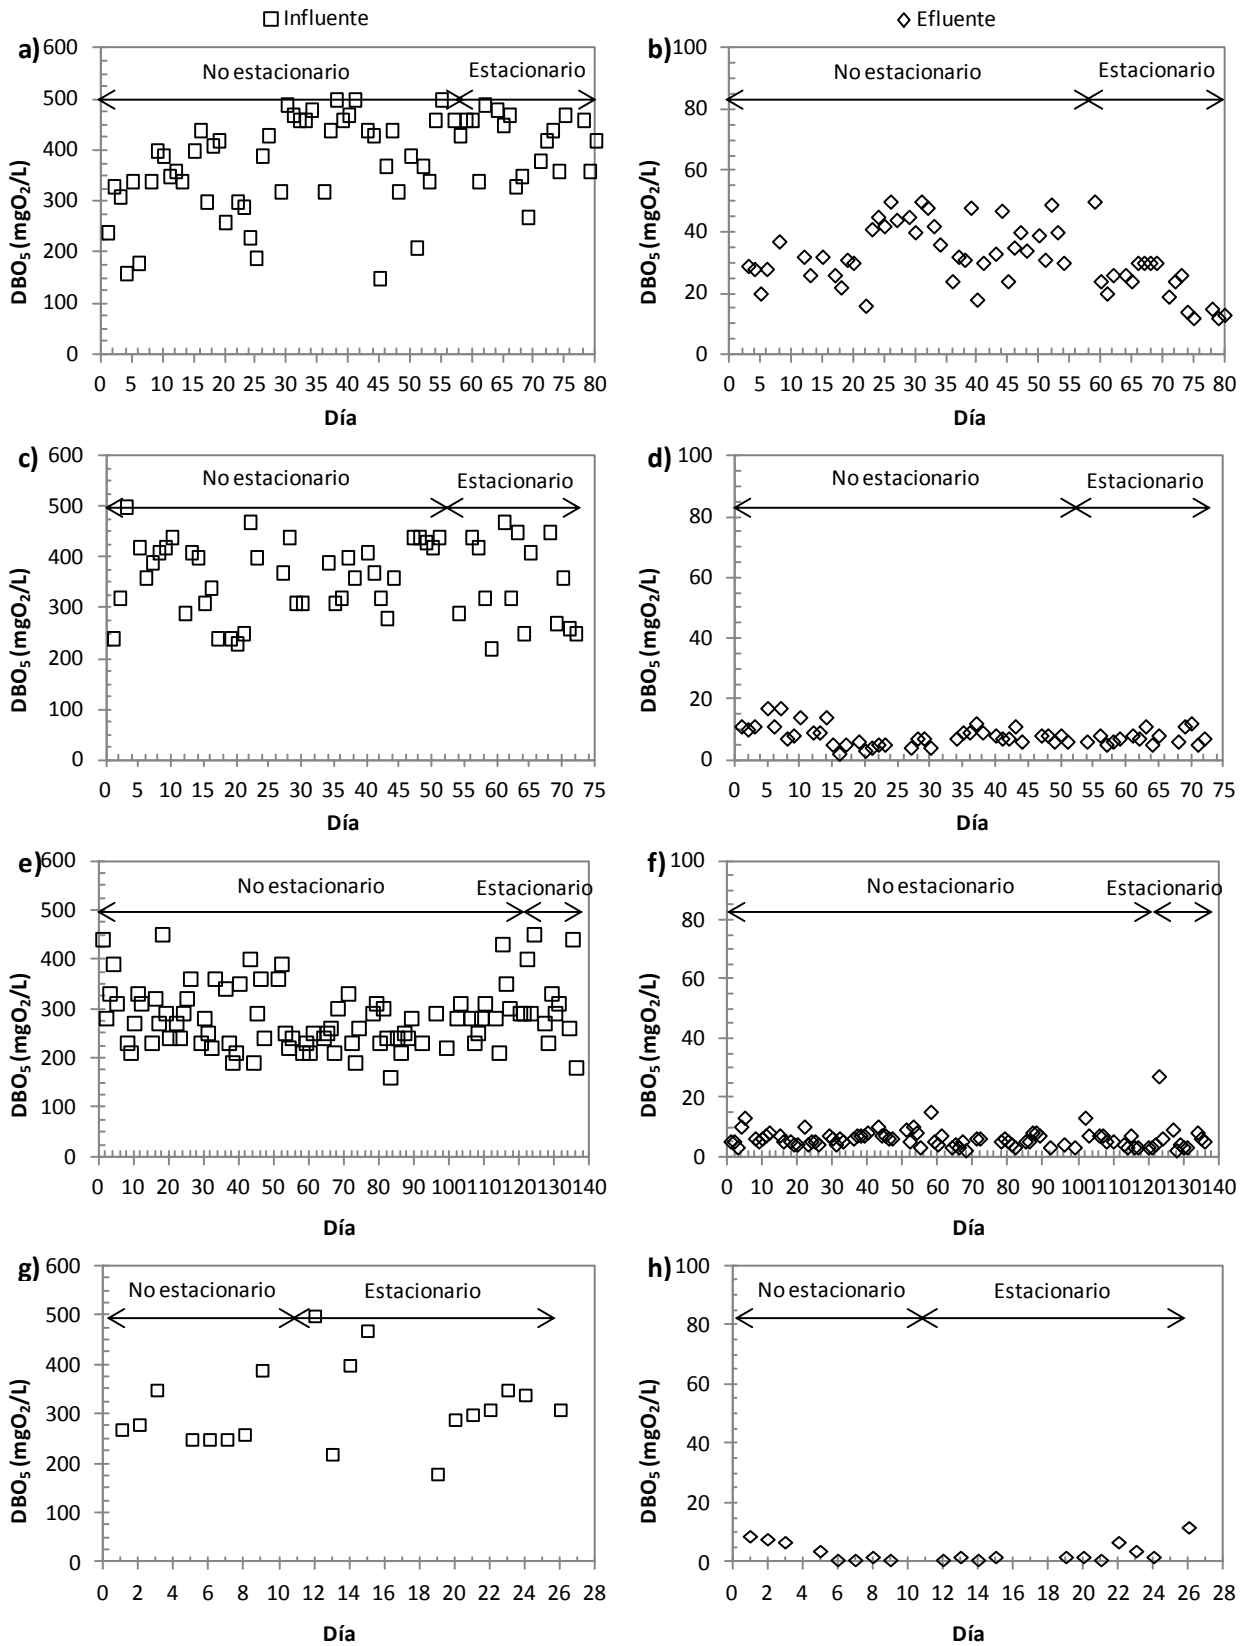 Influente
Efluente
a)
No estacionario
Estacionario
DBO5 (mgO2/L)
600
500
400
300
200
100
0
0 5 10 15 20 25 30 35 40 45 50 55 60 65 70 75 80
Día
b)
No estacionario
Estacionario
DBO5 (mgO2/L)
100
80
60
40
20
0
0 5 10 15 20 25 30 35 40 45 50 55 60 65 70 75 80
Día
c)
No estacionario
Estacionario
DBO5 (mgO2/L)
600
500
400
300
200
100
0
0 5 10 15 20 25 30 35 40 45 50 55 60 65 70 75
Día
d)
No estacionario
Estacionario
DBO5 (mgO2/L)
100
80
60
40
20
0
0 5 10 15 20 25 30 35 40 45 50 55 60 65 70 75
Día
e)
No estacionario
Estacionario
DBO5 (mgO2/L)
600
500
400
300
200
100
0
0 10 20 30 40 50 60 70 80 90 100 110 120 130 140
Día
f)
No estacionario
Estacionario
DBO5 (mgO2/L)
100
80
60
40
20
0
0 10 20 30 40 50 60 70 80 90 100 110 120 130 140
Día
g)
No estacionario
Estacionario
DBO5 (mgO2/L)
600
500
400
300
200
100
0
0 2 4 6 8 10 12 14 16 18 20 22 24 26 28
Día
h)
No estacionario
Estacionario
DBO5 (mgO2/L)
100
80
60
40
20
0
0 2 4 6 8 10 12 14 16 18 20 22 24 26 28
Día